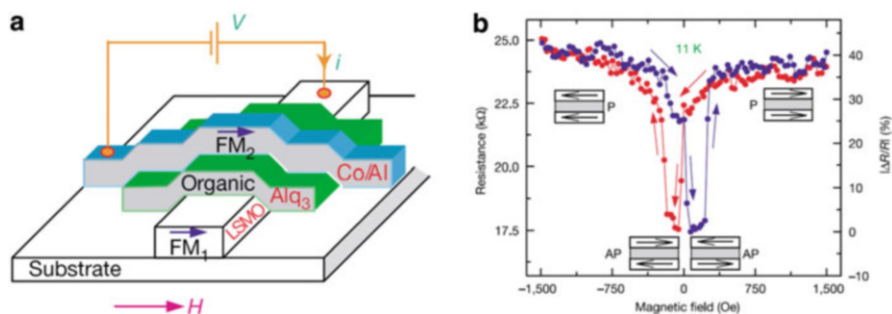 a
V
i
FM2
Co/Al
Organic
Alq3
LSMO
FM1
Substrate
H
b
25.0
22.5
20.0
17.5
Resistance (kΩ)
11 K
P
P
AP
AP
40
30
20
10
0
−10
|ΔR/R| (%)
−1,500
−750
0
750
1,500
Magnetic field (Oe)